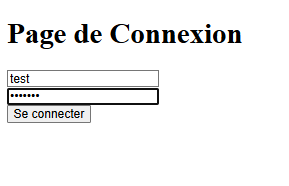 Page de Connexion
test
•••••••
Se connecter